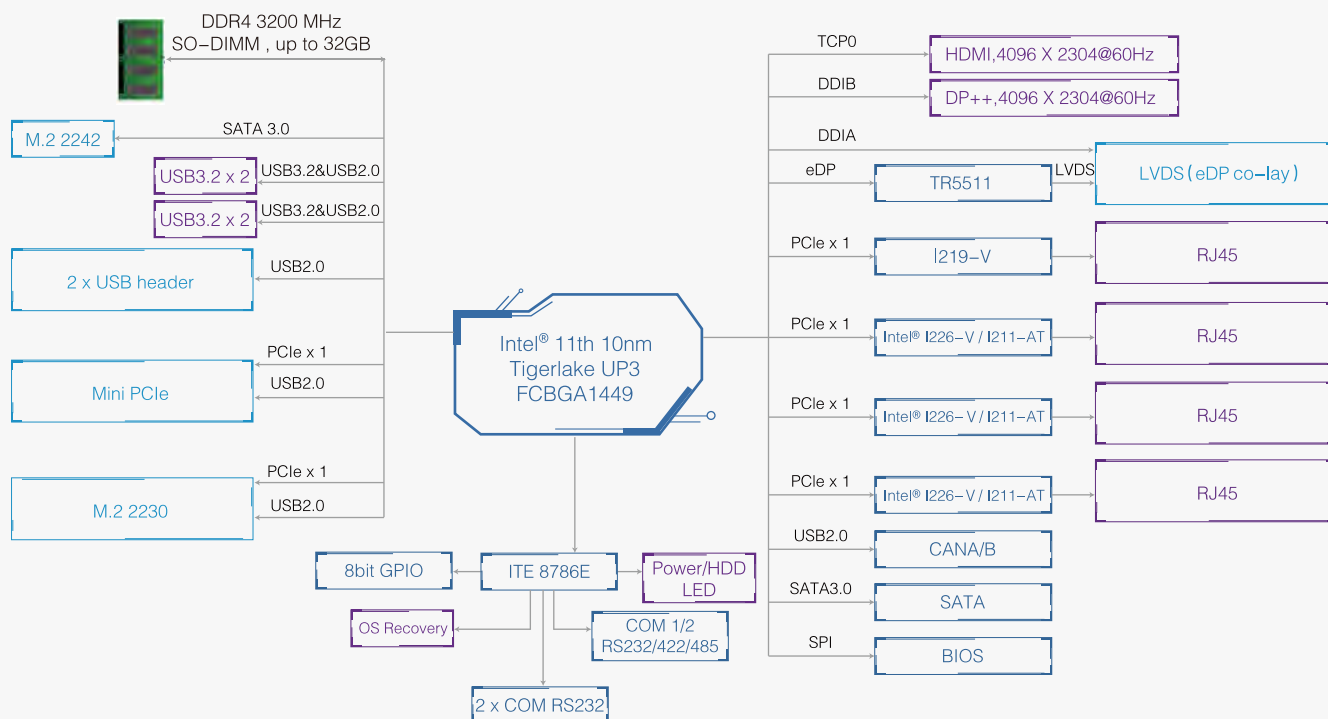 DDR4 3200 MHz
SO-DIMM , up to 32GB
SATA 3.0
M.2 2242
USB3.2&USB2.0
USB3.2 x 2
USB3.2&USB2.0
USB3.2 x 2
USB2.0
2 x USB header
PCIe x 1
USB2.0
Mini PCIe
PCIe x 1
USB2.0
M.2 2230
Intel® 11th 10nm
Tigerlake UP3
FCBGA1449
8bit GPIO
ITE 8786E
Power/HDD
LED
OS Recovery
COM 1/2
RS232/422/485
2 x COM RS232
TCP0
HDMI,4096 X 2304@60Hz
DDIB
DP++,4096 X 2304@60Hz
DDIA
eDP
TR5511
LVDS
LVDS(eDP co-lay)
PCIe x 1
I219-V
RJ45
PCIe x 1
Intel® I226-V / I211-AT
RJ45
PCIe x 1
Intel® I226-V / I211-AT
RJ45
PCIe x 1
Intel® I226-V / I211-AT
RJ45
USB2.0
CANA/B
SATA3.0
SATA
SPI
BIOS